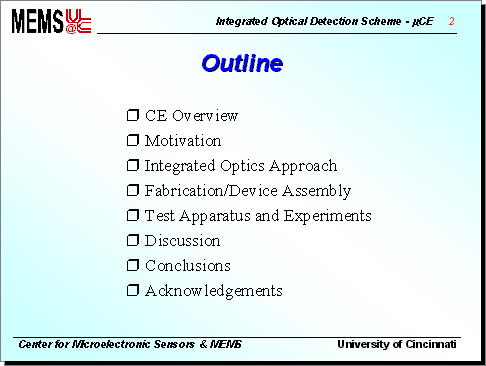 MEMS U@C
Integrated Optical Detection Scheme - µCE 2
Outline
❒ CE Overview
❒ Motivation
❒ Integrated Optics Approach
❒ Fabrication/Device Assembly
❒ Test Apparatus and Experiments
❒ Discussion
❒ Conclusions
❒ Acknowledgements
Center for Microelectronic Sensors & MEMS University of Cincinnati